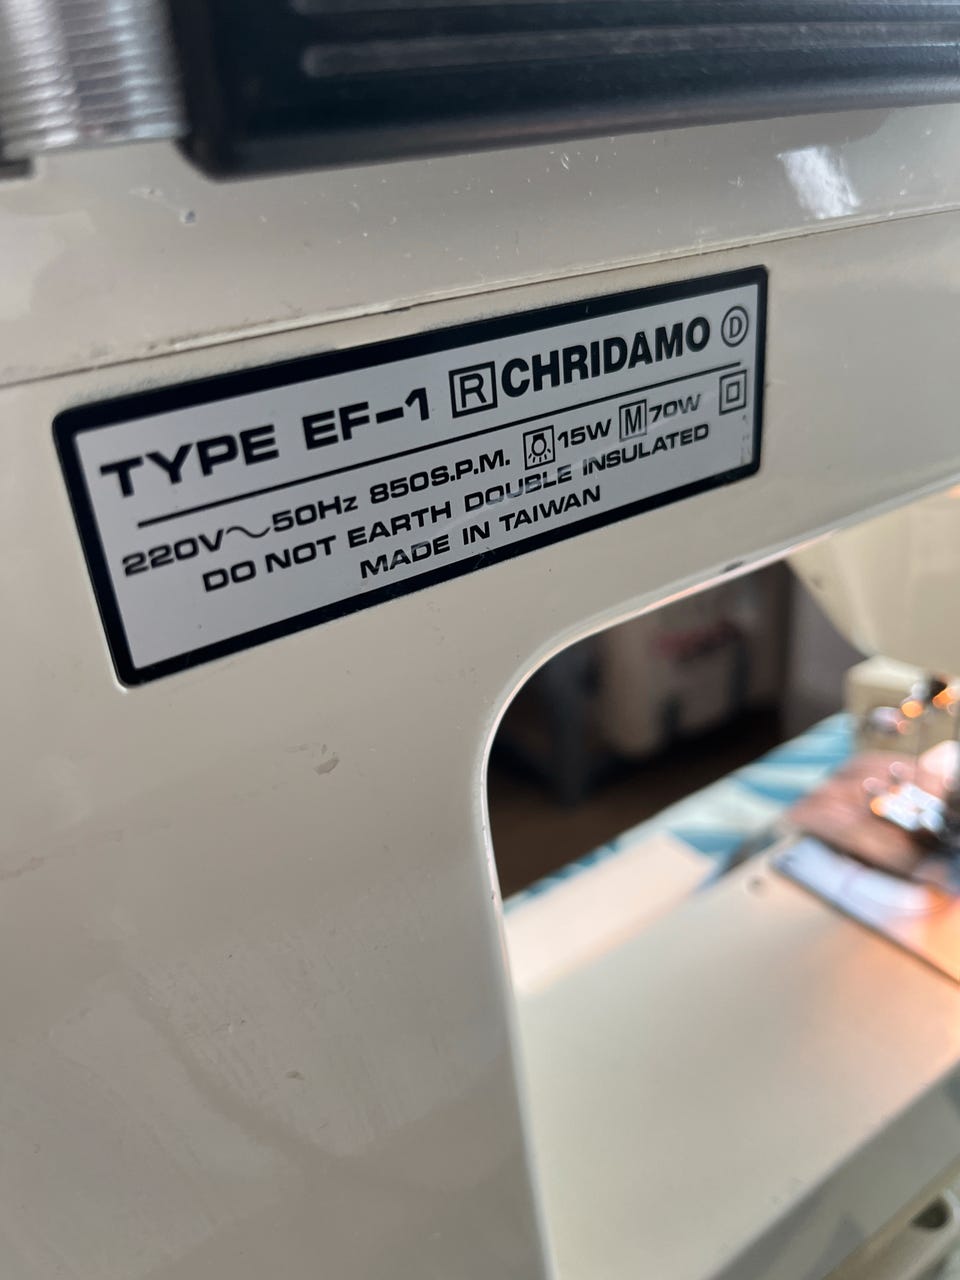 TYPE EF-1 R CHRIDAMO D
220V~50Hz 850S.P.M. 15W M 70W
DO NOT EARTH DOUBLE INSULATED
MADE IN TAIWAN